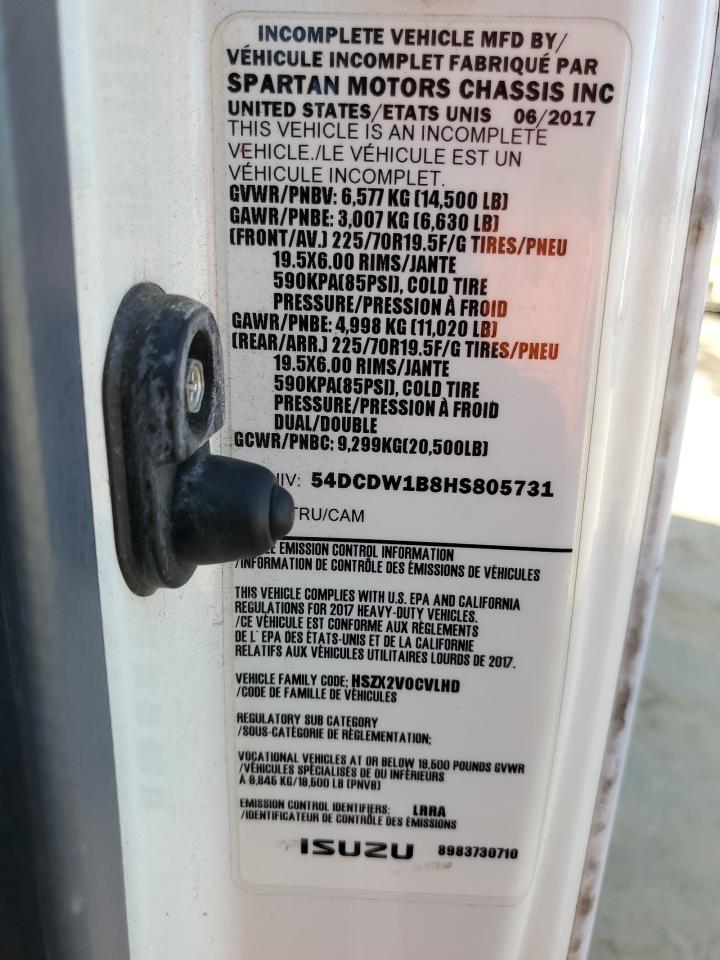 INCOMPLETE VEHICLE MFD BY/
VÉHICULE INCOMPLET FABRIQUÉ PAR
SPARTAN MOTORS CHASSIS INC
UNITED STATES/ETATS UNIS 06/2017
THIS VEHICLE IS AN INCOMPLETE
VEHICLE./LE VÉHICULE EST UN
VÉHICULE INCOMPLET.
GVWR/PNBV: 6,577 KG (14,500 LB)
GAWR/PNBE: 3,007 KG (6,630 LB)
(FRONT/AV.) 225/70R19.5F/G TIRES/PNEU
19.5X6.00 RIMS/JANTE
590KPA(85PSI), COLD TIRE
PRESSURE/PRESSION À FROID
GAWR/PNBE: 4,998 KG (11,020 LB)
(REAR/ARR.) 225/70R19.5F/G TIRES/PNEU
19.5X6.00 RIMS/JANTE
590KPA(85PSI), COLD TIRE
PRESSURE/PRESSION À FROID
DUAL/DOUBLE
GCWR/PNBC: 9,299KG(20,500LB)
NIV: 54DCDW1B8HS805731
TRU/CAM
EMISSION CONTROL INFORMATION
/INFORMATION DE CONTRÔLE DES ÉMISSIONS DE VÉHICULES
THIS VEHICLE COMPLIES WITH U.S. EPA AND CALIFORNIA
REGULATIONS FOR 2017 HEAVY-DUTY VEHICLES.
/CE VÉHICULE EST CONFORME AUX RÈGLEMENTS
DE L' EPA DES ÉTATS-UNIS ET DE LA CALIFORNIE
RELATIFS AUX VÉHICULES UTILITAIRES LOURDS DE 2017.
VEHICLE FAMILY CODE: HSZX2VOCVLHD
/CODE DE FAMILLE DE VÉHICULES
REGULATORY SUB CATEGORY
/SOUS-CATÉGORIE DE RÈGLEMENTATION:
VOCATIONAL VEHICLES AT OR BELOW 19,500 POUNDS GVWR
/VÉHICULES SPÉCIALISÉS DE OU INFÉRIEURS
À 8,845 KG/19,500 LB (PNVB)
EMISSION CONTROL IDENTIFIERS: LRRA
/IDENTIFICATEUR DE CONTRÔLE DES ÉMISSIONS
ISUZU 8983730710